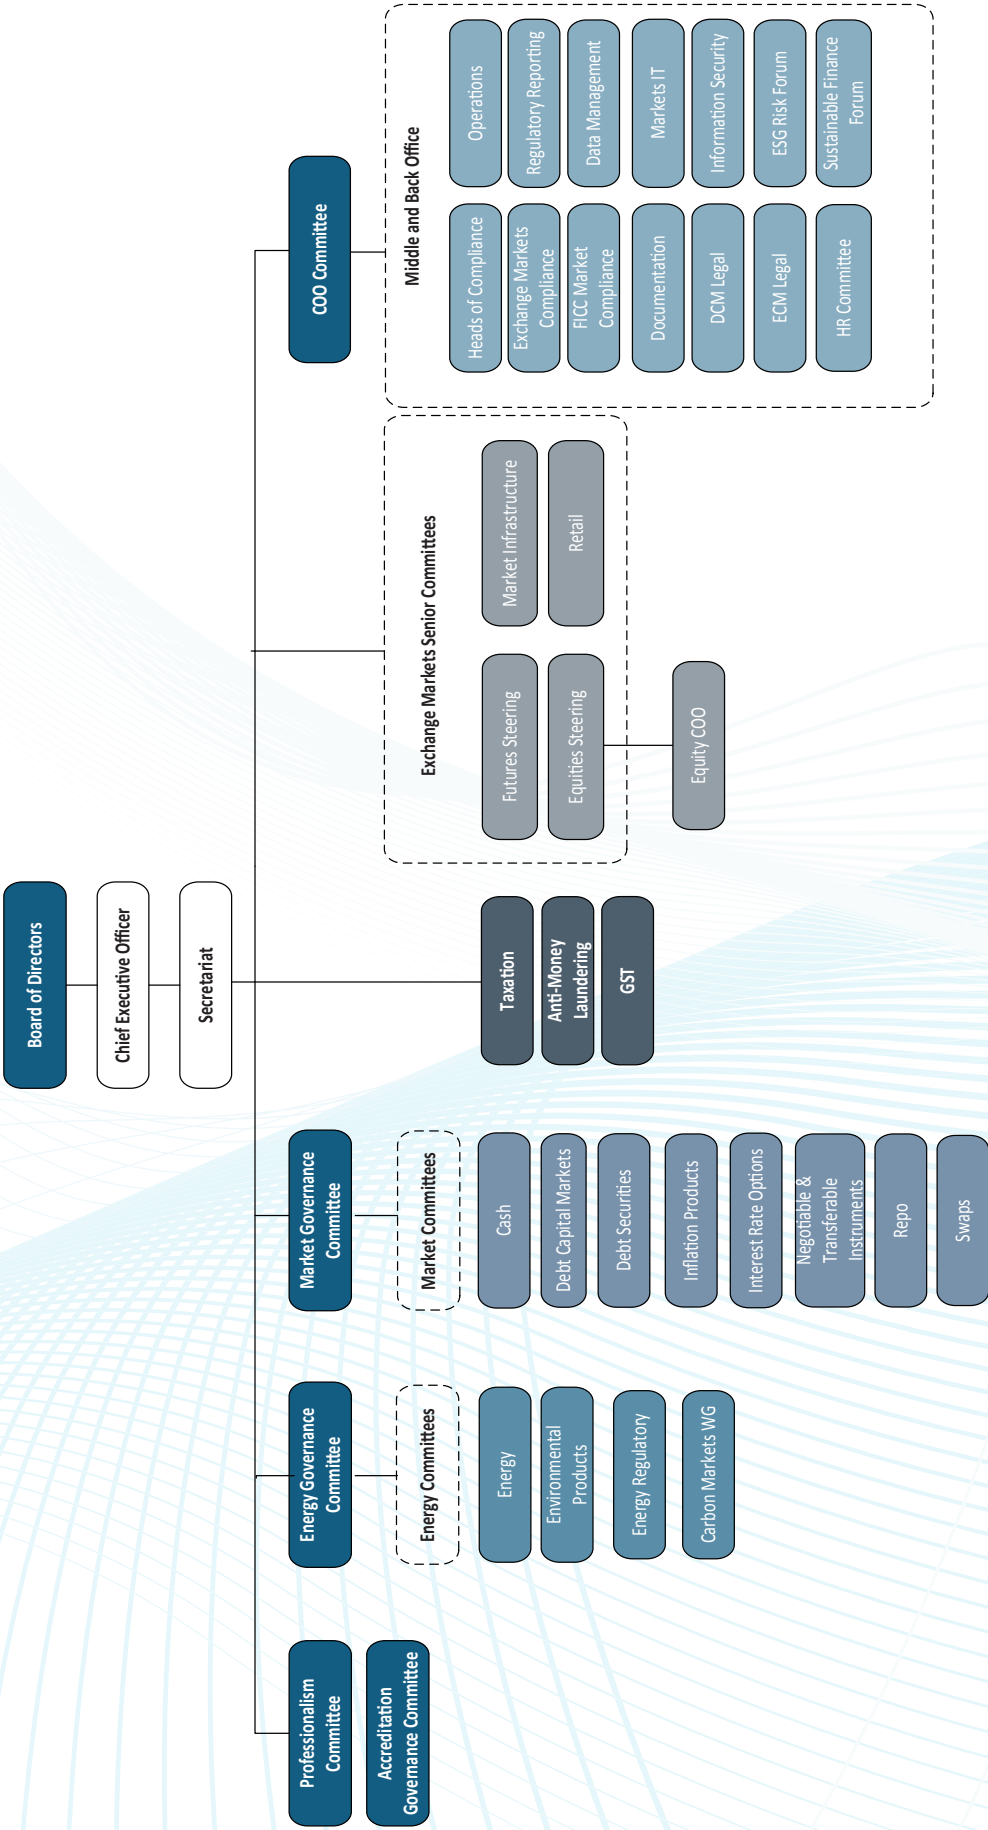 Board of Directors
Chief Executive Officer
Secretariat
Professionalism
Committee
Accreditation
Governance Committee
Energy Governance
Committee
Energy Committees
Energy
Environmental
Products
Energy Regulatory
Carbon Markets WG
Market Governance
Committee
Market Committees
Cash
Debt Capital Markets
Debt Securities
Inflation Products
Interest Rate Options
Negotiable &
Transferable
Instruments
Repo
Swaps
Taxation
Anti-Money
Laundering
GST
Exchange Markets Senior Committees
Futures Steering
Market Infrastructure
Equities Steering
Retail
Equity COO
COO Committee
Middle and Back Office
Heads of Compliance
Operations
Exchange Markets
Compliance
Regulatory Reporting
FICC Market
Compliance
Data Management
Documentation
Markets IT
DCM Legal
Information Security
ECM Legal
ESG Risk Forum
HR Committee
Sustainable Finance
Forum